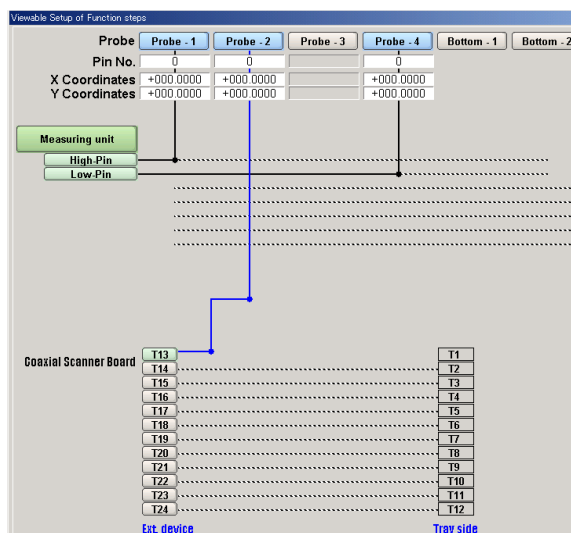 Viewable Setup of Function steps
Probe Probe - 1 Probe - 2 Probe - 3 Probe - 4 Bottom - 1 Bottom - 2
Pin No. 0 0 0
X Coordinates +000.0000 +000.0000 +000.0000
Y Coordinates +000.0000 +000.0000 +000.0000
Measuring unit
High-Pin
Low-Pin
Coaxial Scanner Board T13 T1
T14 T2
T15 T3
T16 T4
T17 T5
T18 T6
T19 T7
T20 T8
T21 T9
T22 T10
T23 T11
T24 T12
Ext. device Tray side